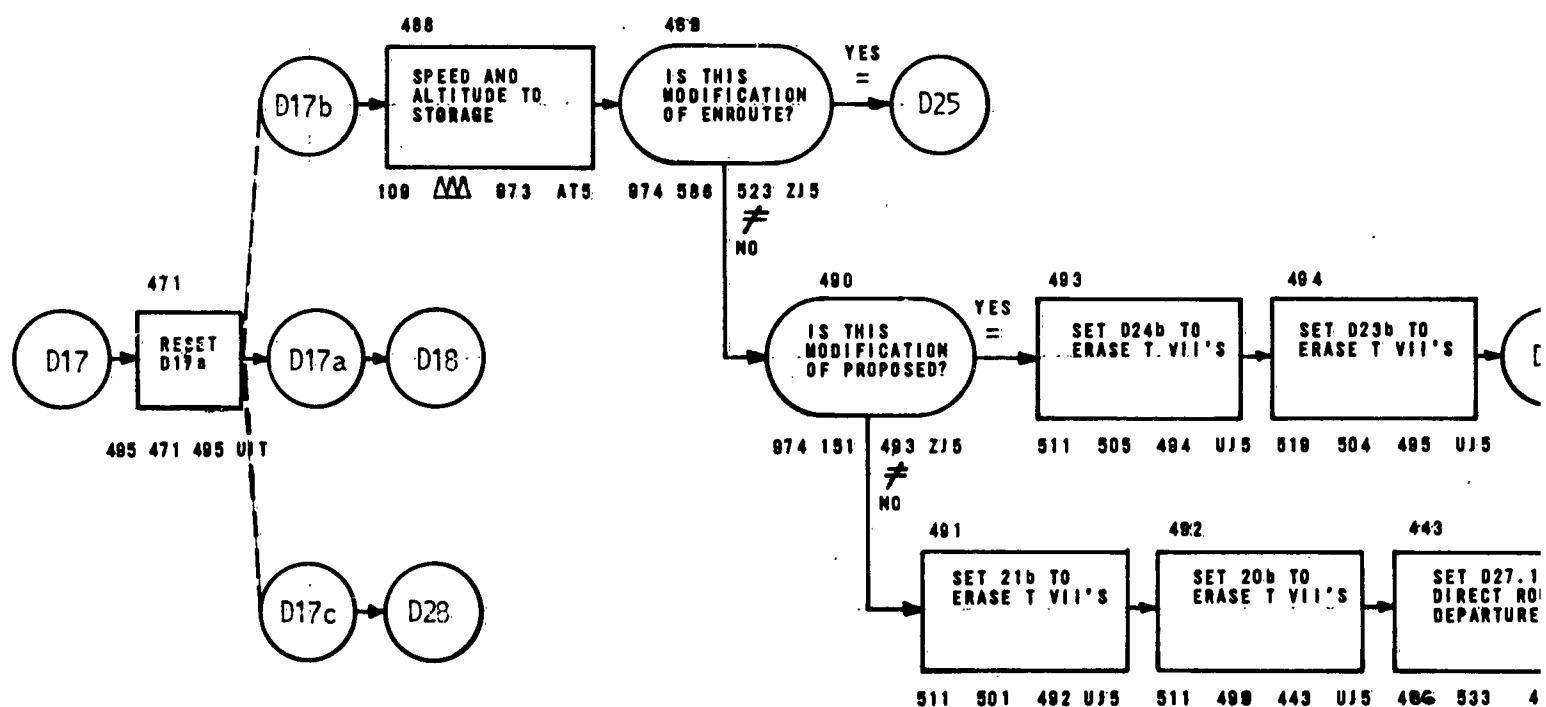 488
469
YES
=
D17b
SPEED AND
ALTITUDE TO
STORAGE
IS THIS
MODIFICATION
OF ENROUTE?
D25
109 973 AT5
974 586 523 ZJ5
≠
NO
471
490
YES
=
493
494
D17
RESET
D17a
D17a
D18
IS THIS
MODIFICATION
OF PROPOSED?
SET D24b TO
ERASE T VII'S
SET D23b TO
ERASE T VII'S
D
495 471 495 UIT
974 151 493 ZJ5
511 505 494 UJ5
519 504 495 UJ5
≠
NO
491
492
443
D17c
D28
SET 21b TO
ERASE T VII'S
SET 20b TO
ERASE T VII'S
SET D27.1
DIRECT
DEPARTURE
511 501 492 UJ5
511 499 443 UJ5
533 4